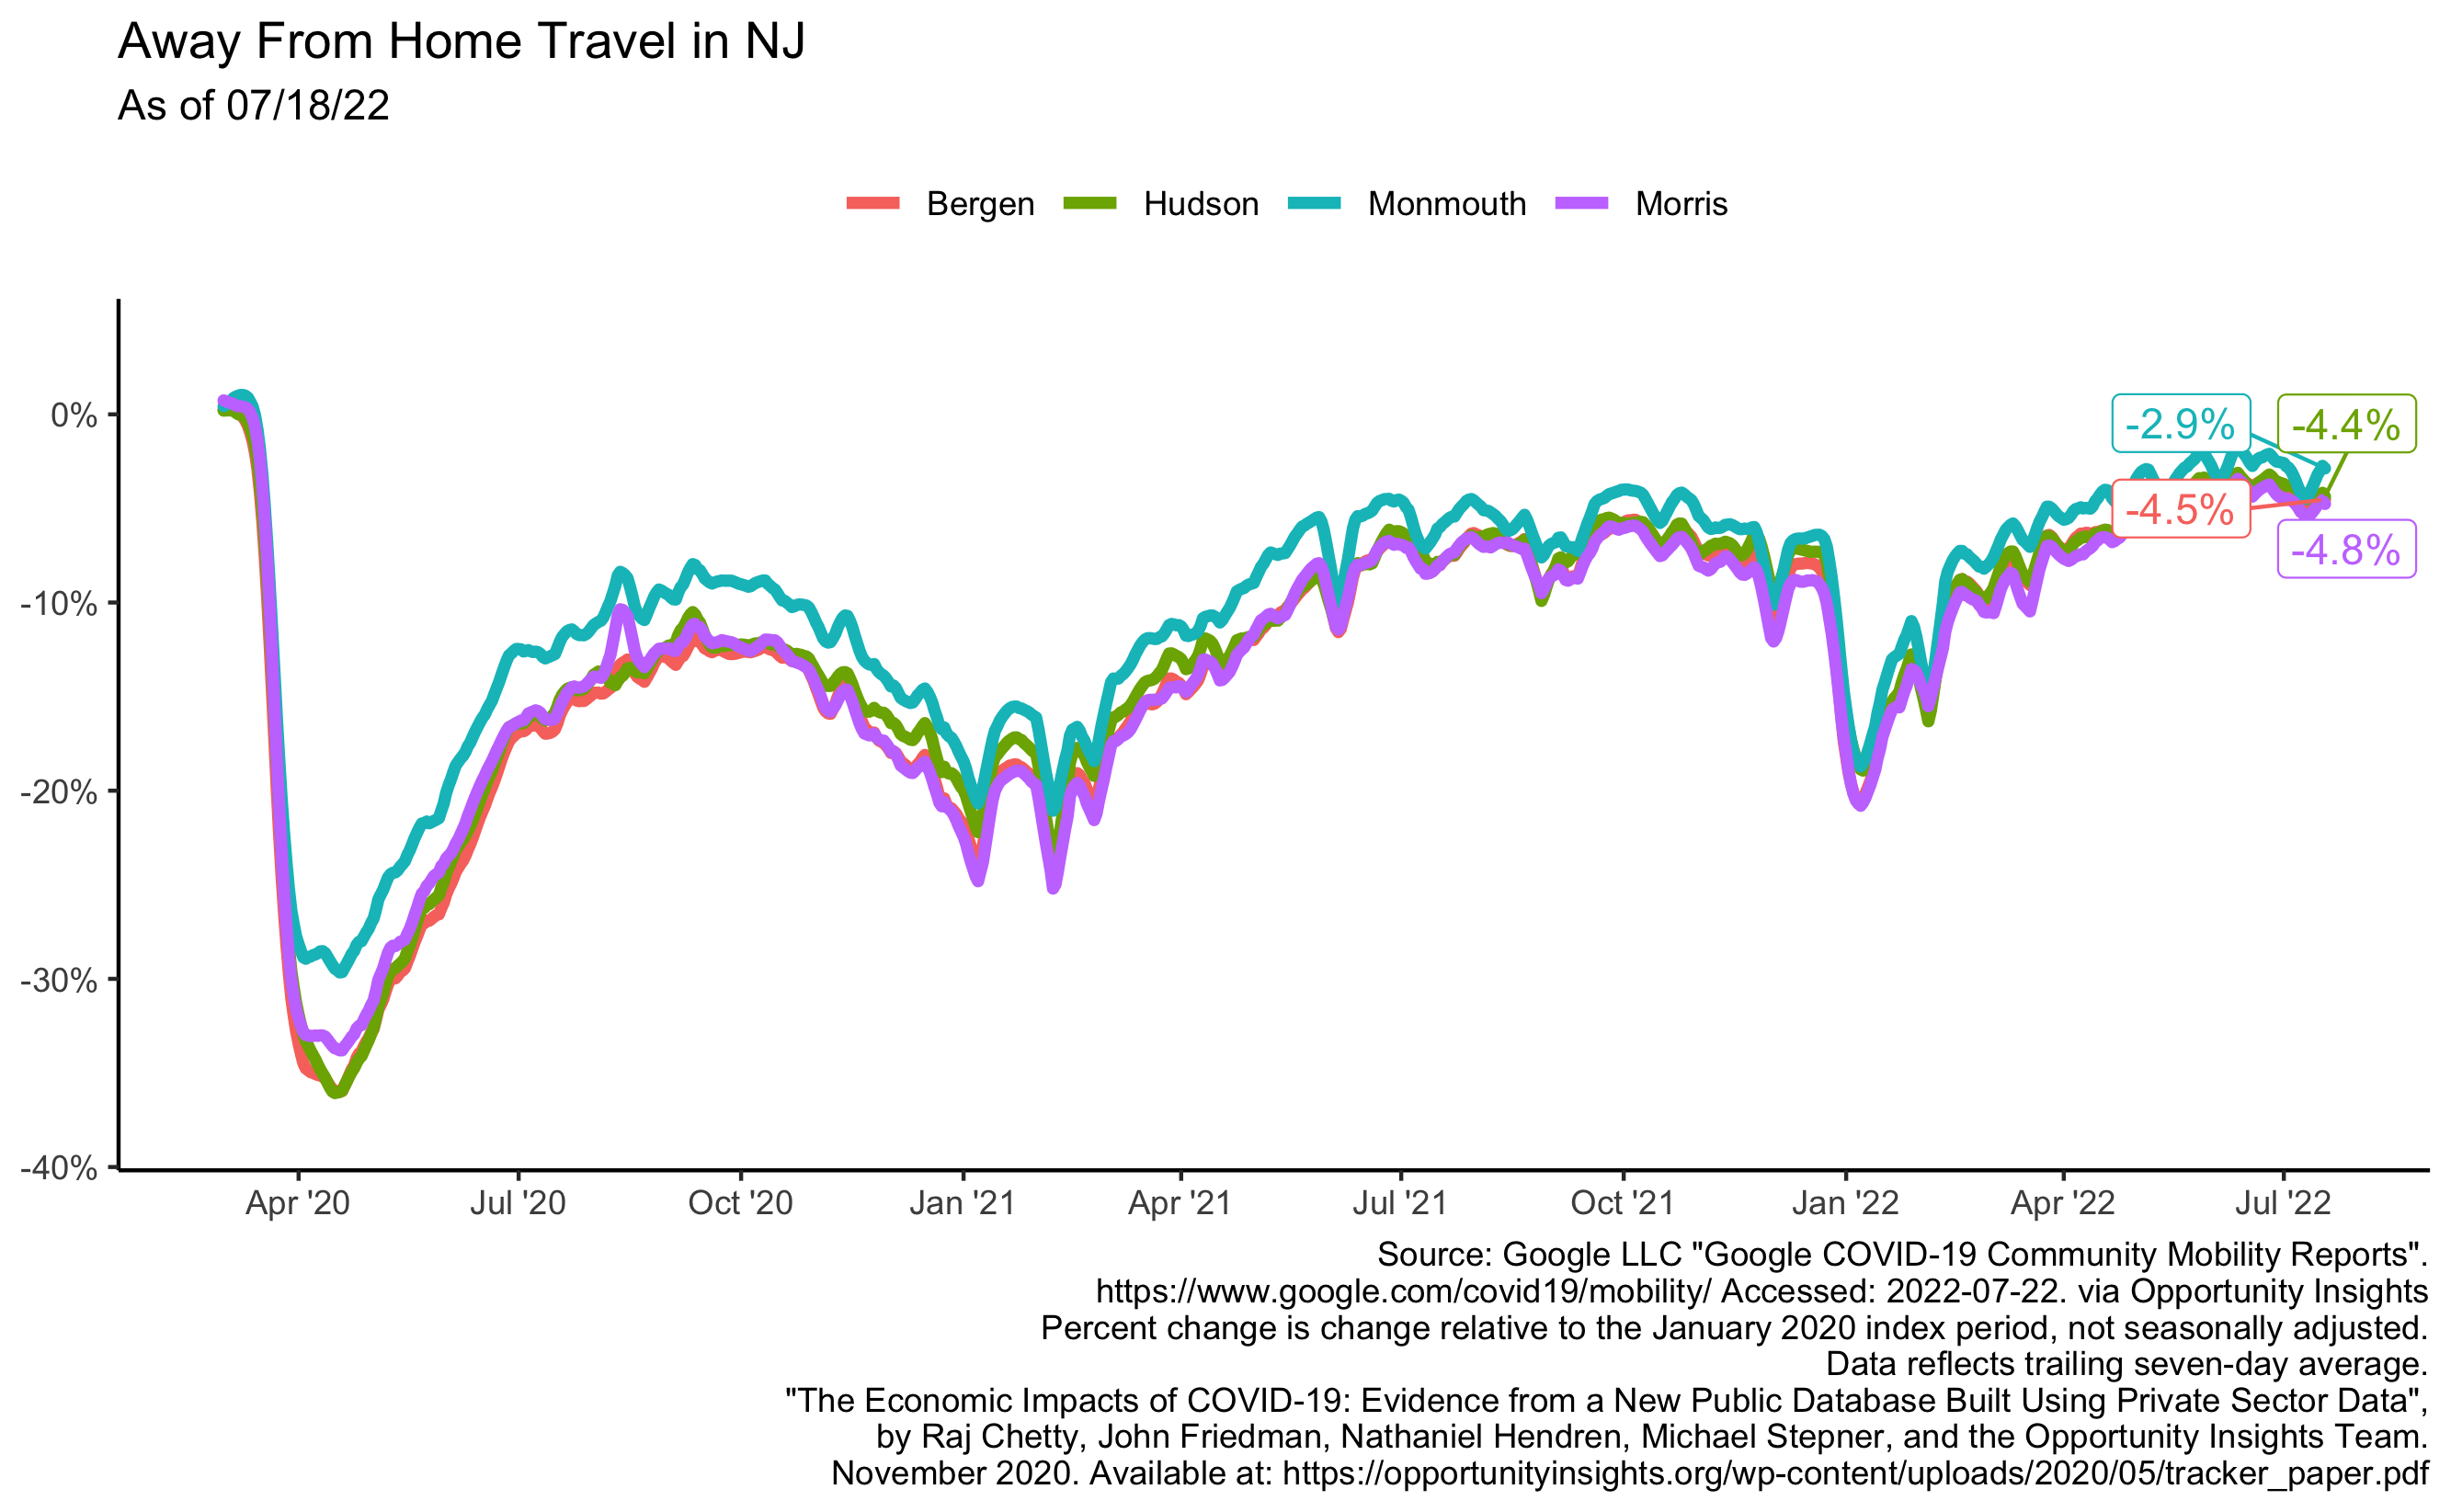 Away From Home Travel in NJ
As of 07/18/22
Bergen Hudson Monmouth Morris
0%
-10%
-20%
-30%
-40%
-2.9%
-4.4%
-4.5%
-4.8%
Apr '20 Jul '20 Oct '20 Jan '21 Apr '21 Jul '21 Oct '21 Jan '22 Apr '22 Jul '22
Source: Google LLC "Google COVID-19 Community Mobility Reports".
https://www.google.com/covid19/mobility/ Accessed: 2022-07-22. via Opportunity Insights
Percent change is change relative to the January 2020 index period, not seasonally adjusted.
Data reflects trailing seven-day average.
"The Economic Impacts of COVID-19: Evidence from a New Public Database Built Using Private Sector Data",
by Raj Chetty, John Friedman, Nathaniel Hendren, Michael Stepner, and the Opportunity Insights Team.
November 2020. Available at: https://opportunityinsights.org/wp-content/uploads/2020/05/tracker_paper.pdf